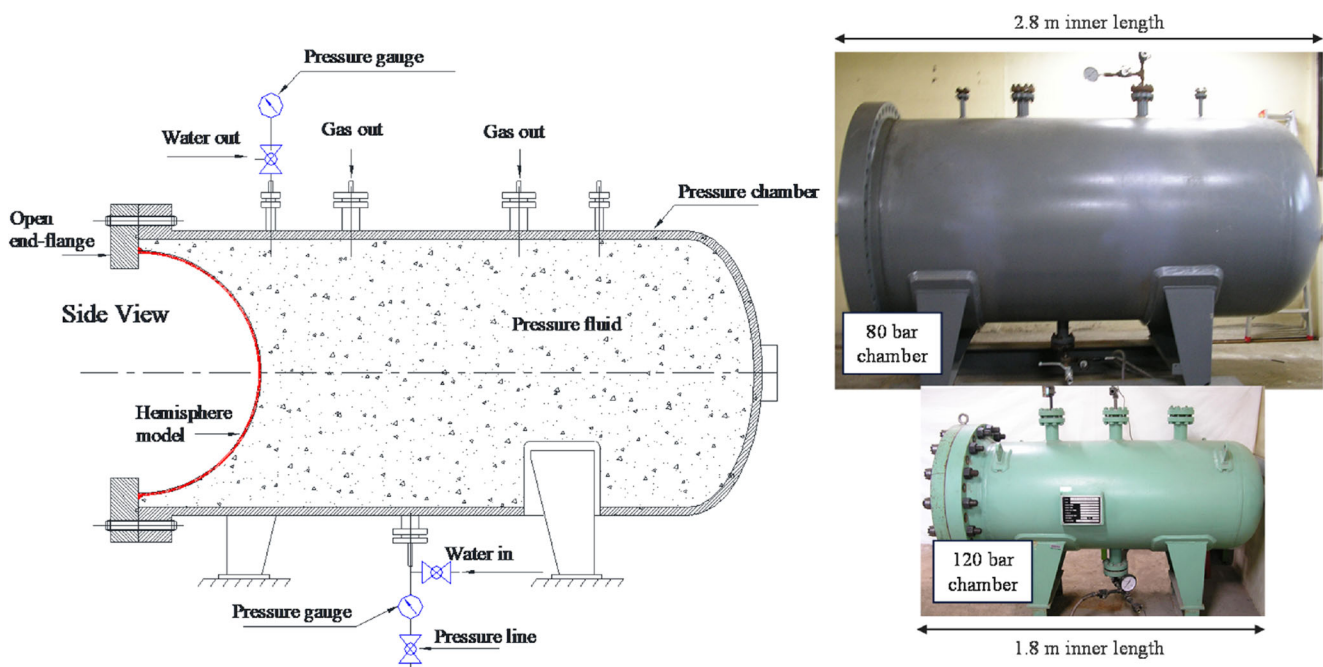 Pressure gauge
Water out
Gas out
Gas out
Pressure chamber
Open
end-flange
Side View
Pressure fluid
Hemisphere
model
Water in
Pressure gauge
Pressure line
2.8 m inner length
80 bar
chamber
120 bar
chamber
1.8 m inner length